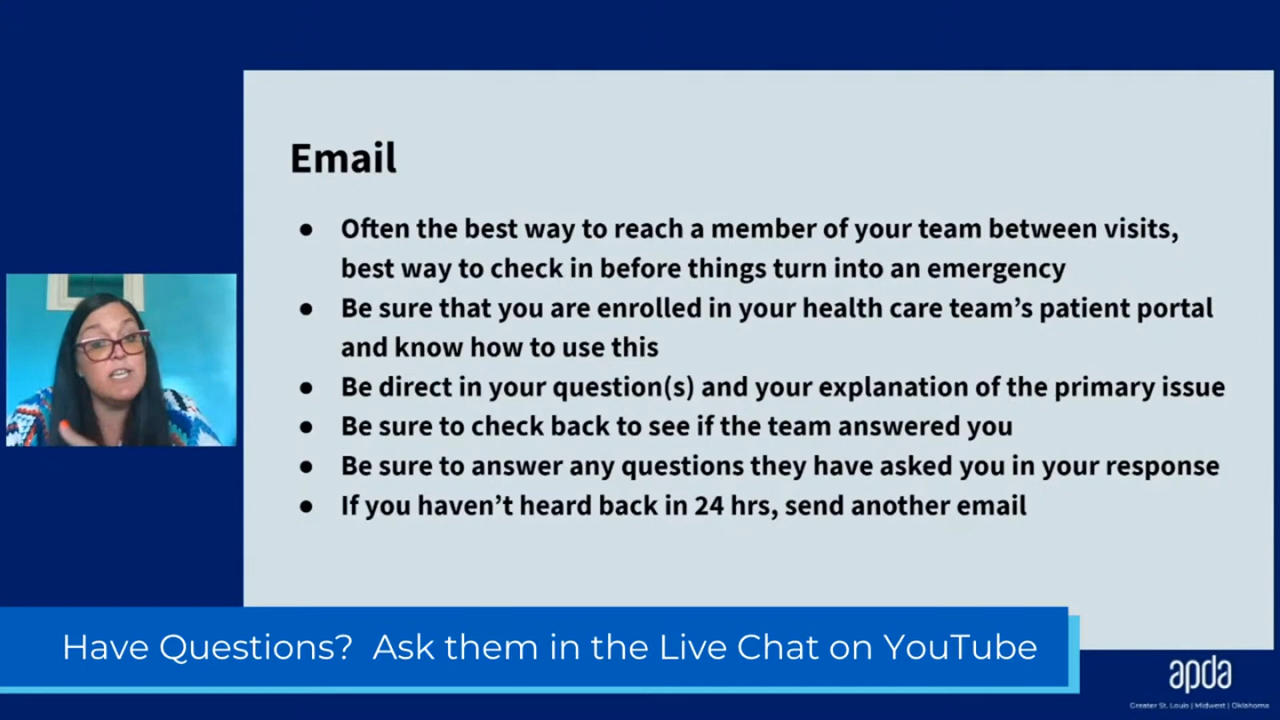 Email
● Often the best way to reach a member of your team between visits,
best way to check in before things turn into an emergency
● Be sure that you are enrolled in your health care team’s patient portal
and know how to use this
● Be direct in your question(s) and your explanation of the primary issue
● Be sure to check back to see if the team answered you
● Be sure to answer any questions they have asked you in your response
● If you haven’t heard back in 24 hrs, send another email
Have Questions?  Ask them in the Live Chat on YouTube
apda
Greater St. Louis | Midwest | Oklahoma